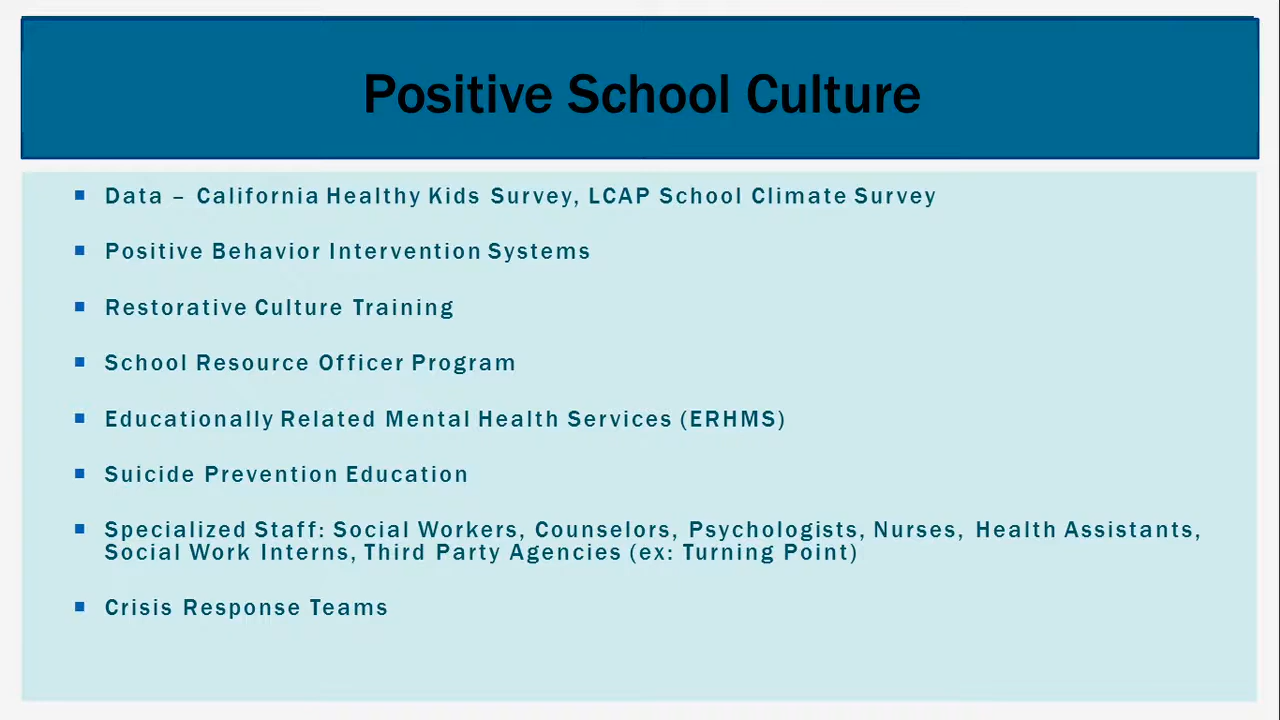 Positive School Culture
Data – California Healthy Kids Survey, LCAP School Climate Survey
Positive Behavior Intervention Systems
Restorative Culture Training
School Resource Officer Program
Educationally Related Mental Health Services (ERHMS)
Suicide Prevention Education
Specialized Staff: Social Workers, Counselors, Psychologists, Nurses, Health Assistants,
Social Work Interns, Third Party Agencies (ex: Turning Point)
Crisis Response Teams